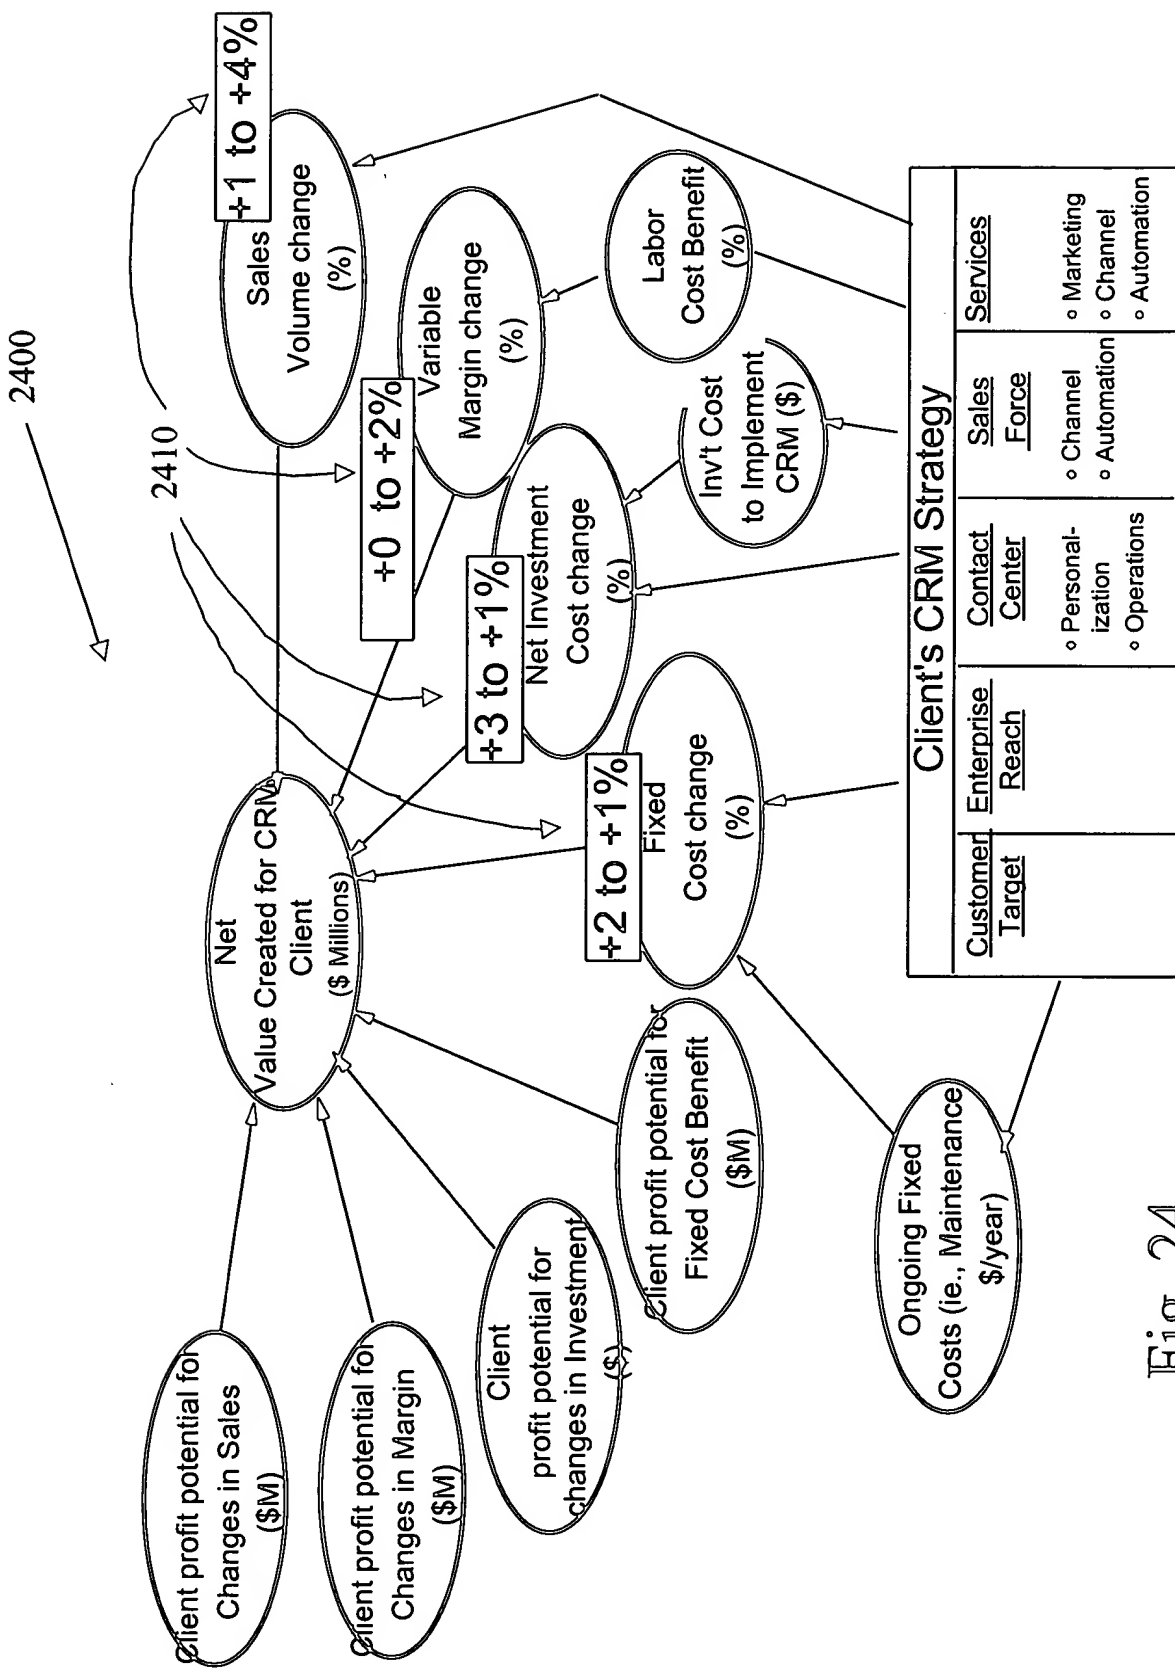 2400
2410
Client profit potential for
Changes in Sales
($M)
Client profit potential for
Changes in Margin
($M)
Client
profit potential for
changes in Investment
($)
Client profit potential for
Fixed Cost Benefit
($M)
Ongoing Fixed
Costs (ie., Maintenance
$/year)
Net
Value Created for CRM
Client
($ Millions)
+1 to +4%
Sales
Volume change
(%)
+0 to +2%
Variable
Margin change
(%)
+3 to +1%
Net Investment
Cost change
(%)
+2 to +1%
Fixed
Cost change
(%)
Labor
Cost Benefit
(%)
Inv't Cost
to Implement
CRM ($)
Client's CRM Strategy
Customer
Target
Enterprise
Reach
Contact
Center
∘ Personal-
ization
∘ Operations
Sales
Force
∘ Channel
∘ Automation
Services
∘ Marketing
∘ Channel
∘ Automation
Fig. 24